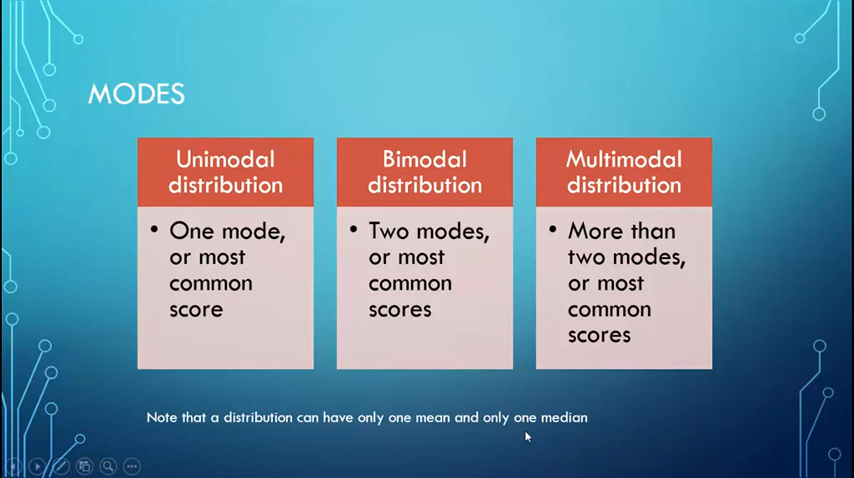 MODES
Unimodal
distribution
• One mode,
or most
common
score
Bimodal
distribution
• Two modes,
or most
common
scores
Multimodal
distribution
• More than
two modes,
or most
common
scores
Note that a distribution can have only one mean and only one median